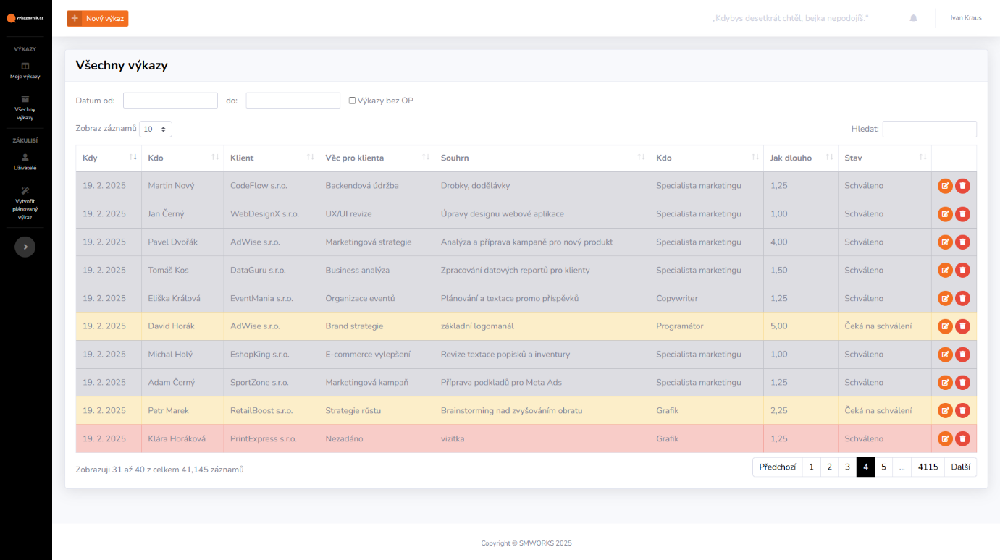 vykazovnik.cz
Nový výkaz
„Kdybys desetkrát chtěl, bejka nepodojíš.“
Ivan Kraus
VÝKAZY
Moje výkazy
Všechny
výkazy
ZÁKULISÍ
Uživatelé
Vytvořit
plánovaný
výkaz
Všechny výkazy
Datum od: do: Výkazy bez OP
Zobraz záznamů 10 Hledat:
Kdy Kdo Klient Věc pro klienta Souhrn Kdo Jak dlouho Stav
19. 2. 2025 Martin Nový CodeFlow s.r.o. Backendová údržba Drobky, dodělávky Specialista marketingu 1,25 Schváleno
19. 2. 2025 Jan Černý WebDesignX s.r.o. UX/UI revize Úpravy designu webové aplikace Specialista marketingu 1,00 Schváleno
19. 2. 2025 Pavel Dvořák AdWise s.r.o. Marketingová strategie Analýza a příprava kampaně pro nový produkt Specialista marketingu 4,00 Schváleno
19. 2. 2025 Tomáš Kos DataGuru s.r.o. Business analýza Zpracování datových reportů pro klienty Specialista marketingu 1,50 Schváleno
19. 2. 2025 Eliška Králová EventMania s.r.o. Organizace eventů Plánování a textace promo příspěvků Copywriter 1,25 Schváleno
19. 2. 2025 David Horák AdWise s.r.o. Brand strategie základní logomanál Programátor 5,00 Čeká na schválení
19. 2. 2025 Michal Holý EshopKing s.r.o. E-commerce vylepšení Revize textace popisků a inventury Specialista marketingu 1,00 Schváleno
19. 2. 2025 Adam Černý SportZone s.r.o. Marketingová kampaň Příprava podkladů pro Meta Ads Specialista marketingu 1,25 Schváleno
19. 2. 2025 Petr Marek RetailBoost s.r.o. Strategie růstu Brainstorming nad zvyšováním obratu Grafik 2,25 Čeká na schválení
19. 2. 2025 Klára Horáková PrintExpress s.r.o. Nezadáno vizitka Grafik 1,25 Schváleno
Zobrazuji 31 až 40 z celkem 41,145 záznamů
Předchozí 1 2 3 4 5 … 4115 Další
Copyright © SMWORKS 2025